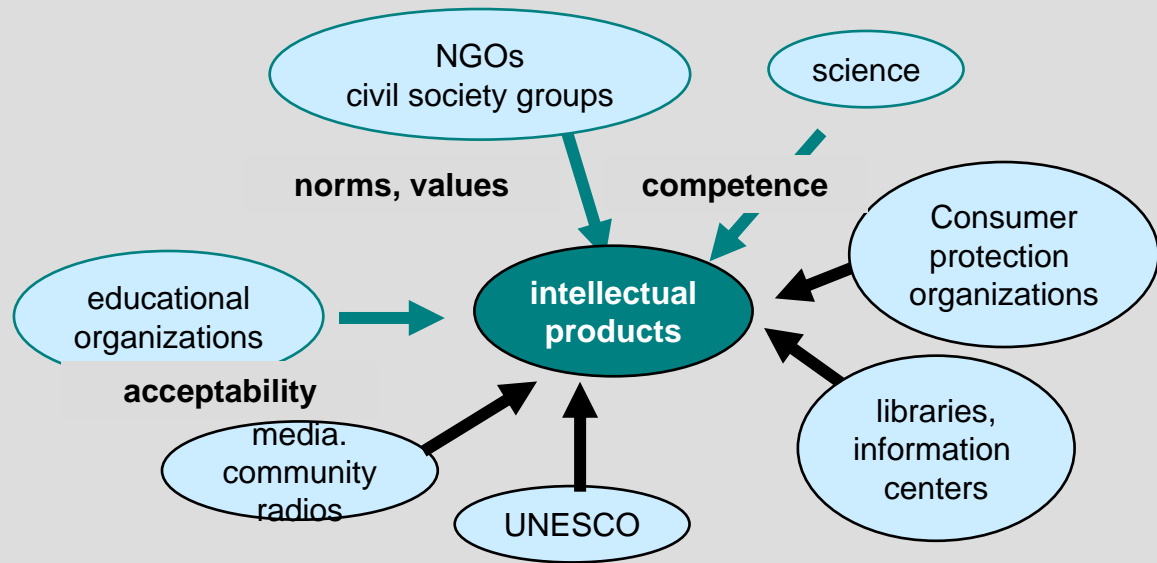 NGOs
civil society groups
science
norms, values
competence
Consumer
protection
organizations
educational
organizations
intellectual
products
acceptability
media.
community
radios
UNESCO
libraries,
information
centers